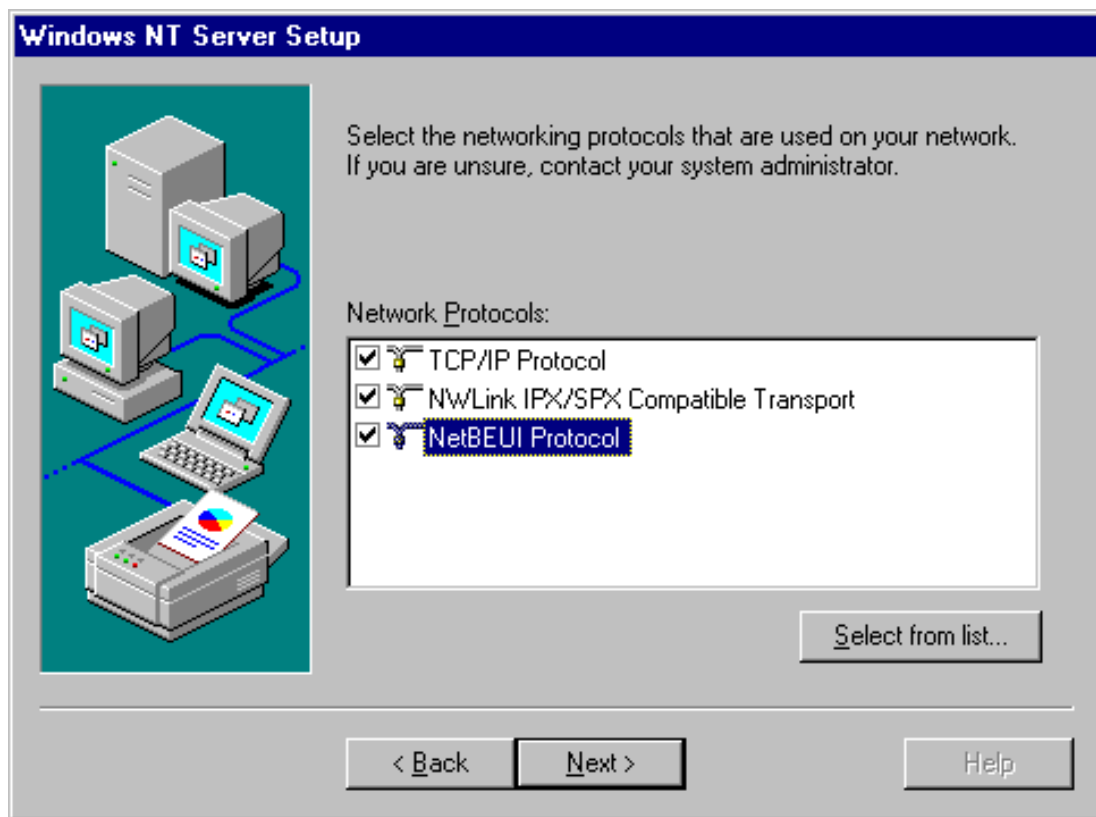 Windows NT Server Setup
Select the networking protocols that are used on your network.
If you are unsure, contact your system administrator.
Network Protocols:
TCP/IP Protocol
NWLink IPX/SPX Compatible Transport
NetBEUI Protocol
Select from list...
< Back
Next >
Help